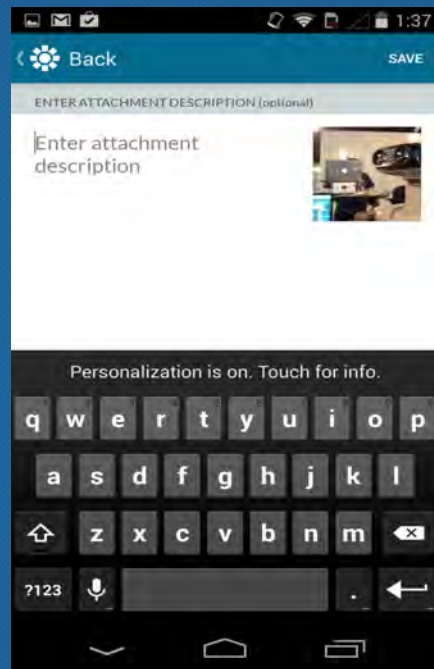 1:37
Back
SAVE
ENTER ATTACHMENT DESCRIPTION (optional)
Enter attachment
description
Personalization is on. Touch for info.
q w e r t y u i o p
a s d f g h j k l
z x c v b n m
?123 .